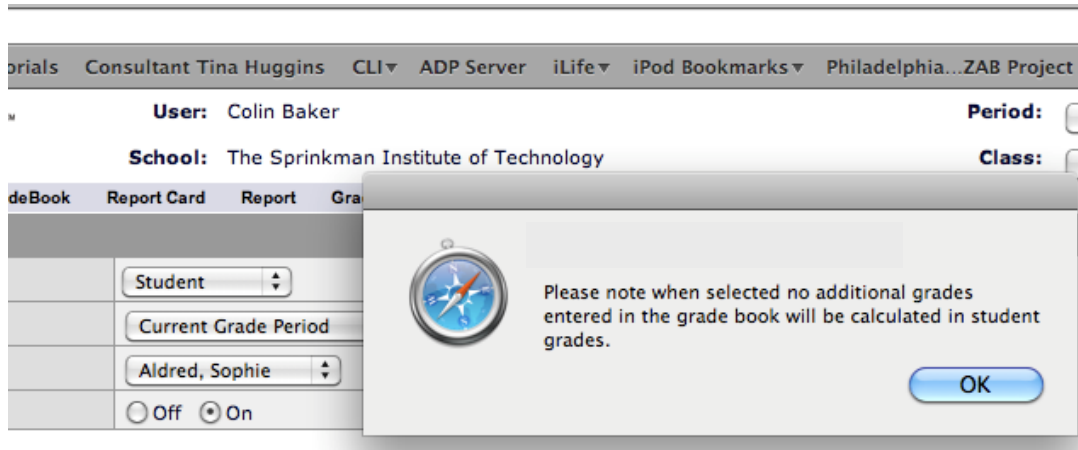 orials Consultant Tina Huggins CLI▾ ADP Server iLife▾ iPod Bookmarks▾ Philadelphia...ZAB Project
User: Colin Baker Period:
School: The Sprinkman Institute of Technology Class:
deBook Report Card Report Gra
Student
Current Grade Period
Aldred, Sophie
Off On
Please note when selected no additional grades
entered in the grade book will be calculated in student
grades.
OK